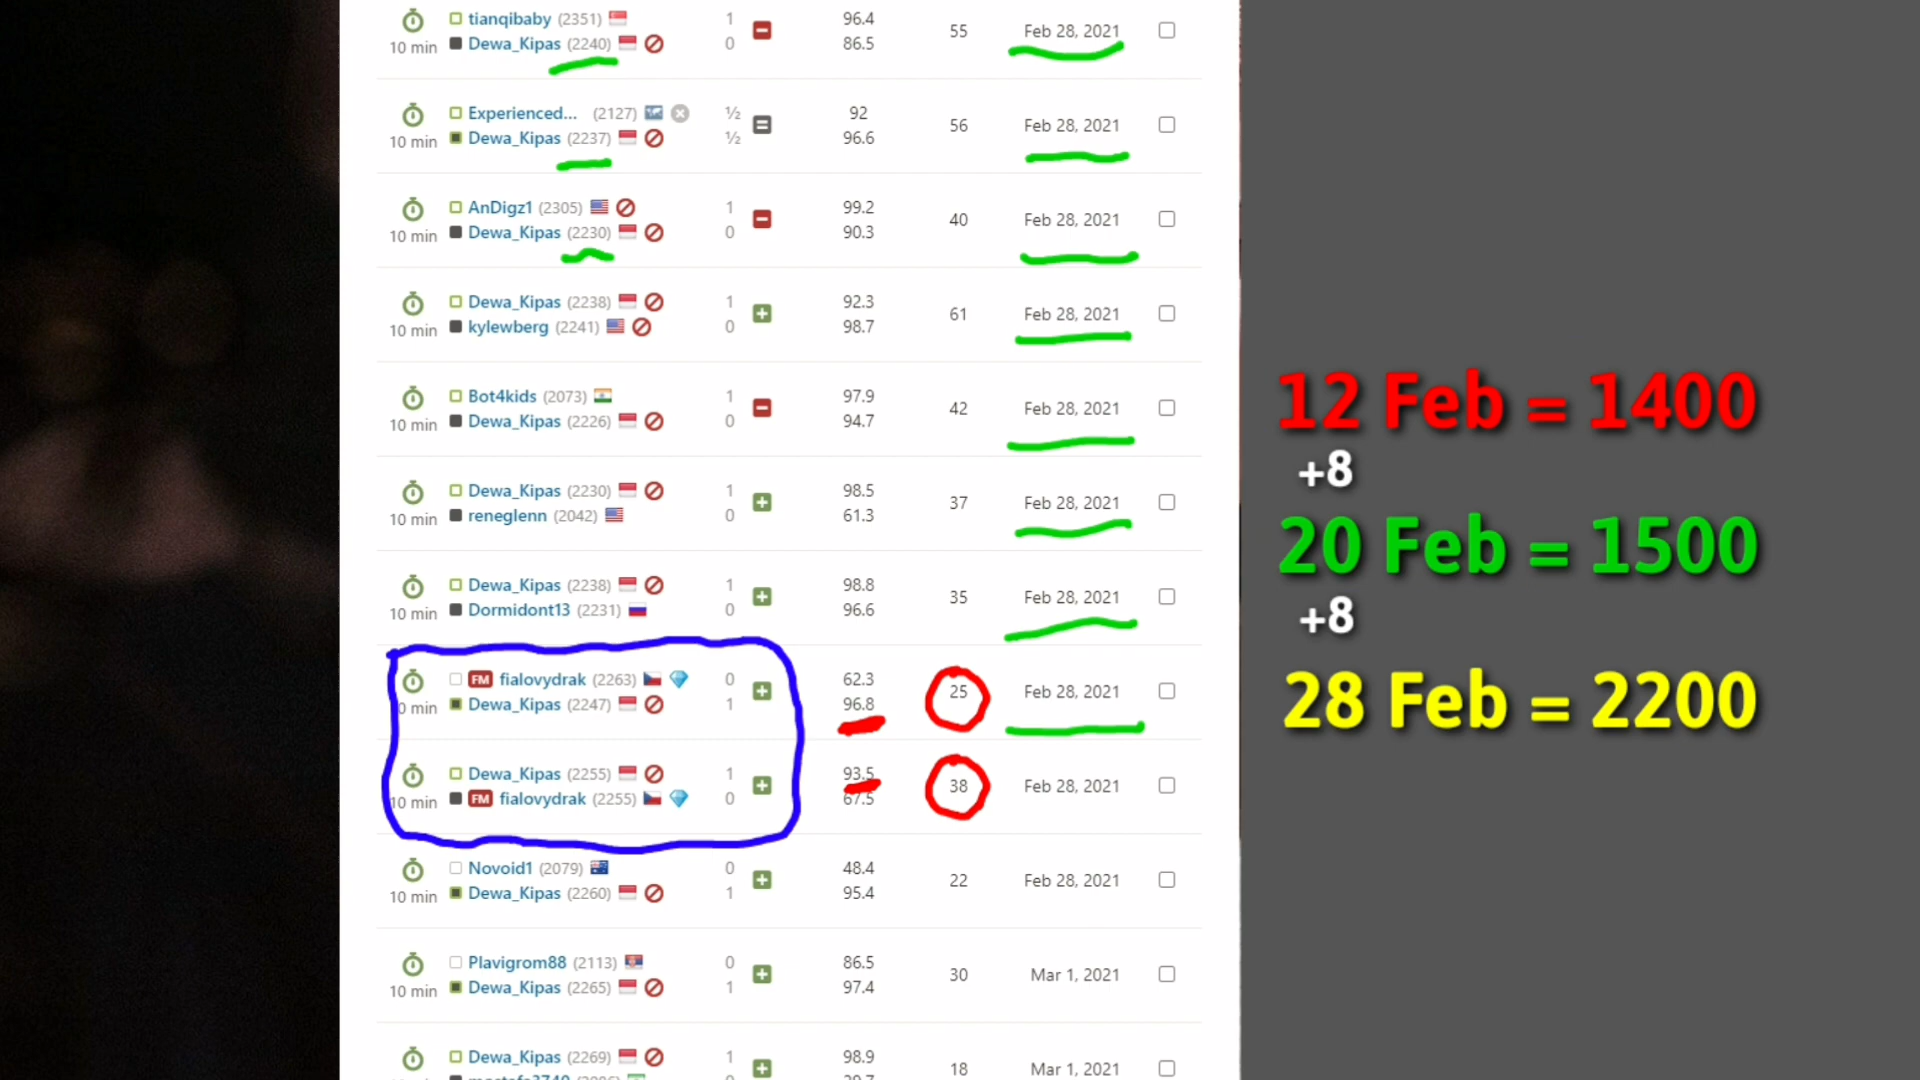 tianqibaby (2351) 1 96.4
10 min Dewa_Kipas (2240) 0 86.5 55 Feb 28, 2021
Experienced... (2127) ½ 92
10 min Dewa_Kipas (2237) ½ 96.6 56 Feb 28, 2021
AnDigz1 (2305) 1 99.2
10 min Dewa_Kipas (2230) 0 90.3 40 Feb 28, 2021
Dewa_Kipas (2238) 1 92.3
10 min kylewberg (2241) 0 98.7 61 Feb 28, 2021
Bot4kids (2073) 1 97.9
10 min Dewa_Kipas (2226) 0 94.7 42 Feb 28, 2021
Dewa_Kipas (2230) 1 98.5
10 min reneglenn (2042) 0 61.3 37 Feb 28, 2021
Dewa_Kipas (2238) 1 98.8
10 min Dormidont13 (2231) 0 96.6 35 Feb 28, 2021
FM fialovydrak (2263) 0 62.3
0 min Dewa_Kipas (2247) 1 96.8 25 Feb 28, 2021
Dewa_Kipas (2255) 1 93.5
10 min FM fialovydrak (2255) 0 67.5 38 Feb 28, 2021
Novoid1 (2079) 0 48.4
10 min Dewa_Kipas (2260) 1 95.4 22 Feb 28, 2021
Plavigrom88 (2113) 0 86.5
10 min Dewa_Kipas (2265) 1 97.4 30 Mar 1, 2021
Dewa_Kipas (2269) 1 98.9
18 Mar 1, 2021
12 Feb = 1400
+8
20 Feb = 1500
+8
28 Feb = 2200